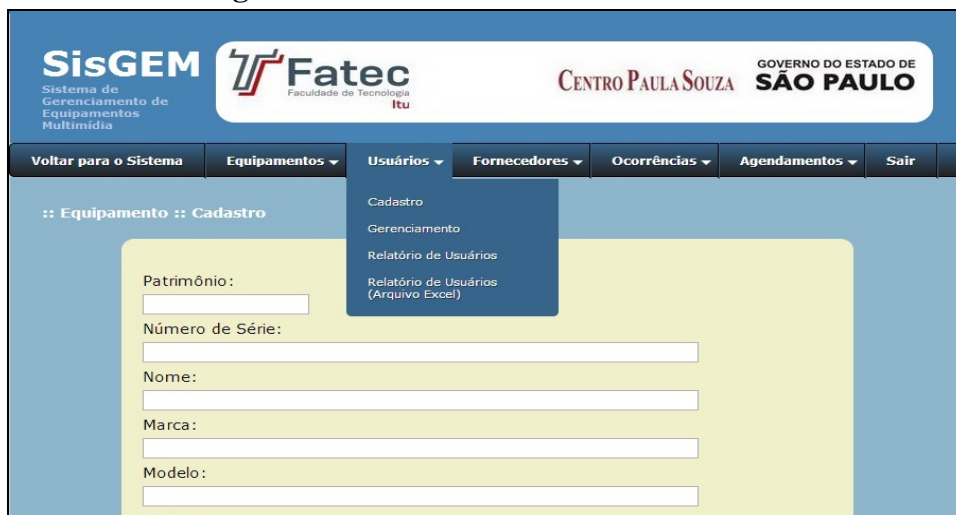 SisGEM
Sistema de
Gerenciamento de
Equipamentos
Multimídia
Fatec
Faculdade de Tecnologia
Itu
CENTRO PAULA SOUZA
GOVERNO DO ESTADO DE
SÃO PAULO
Voltar para o Sistema Equipamentos Usuários Fornecedores Ocorrências Agendamentos Sair
Cadastro
Gerenciamento
Relatório de Usuários
Relatório de Usuários
(Arquivo Excel)
:: Equipamento :: Cadastro
Patrimônio:
Número de Série:
Nome:
Marca:
Modelo: